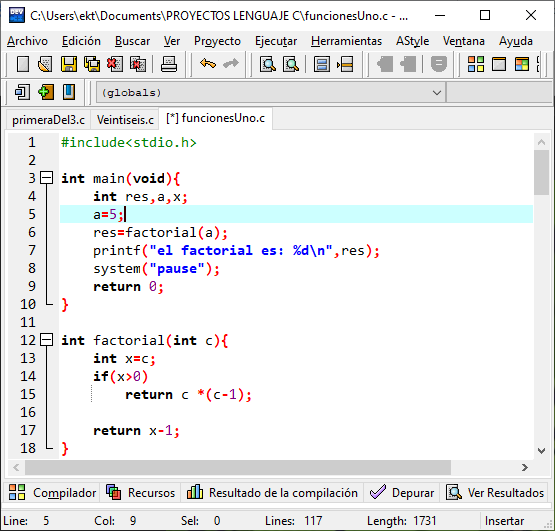 C:\Users\ekt\Documents\PROYECTOS LENGUAJE C\funcionesUno.c - ...
Archivo Edición Buscar Ver Proyecto Ejecutar Herramientas AStyle Ventana Ayuda
(globals)
primeraDel3.c Veintiseis.c [*] funcionesUno.c
1 #include<stdio.h>
2
3 int main(void){
4 int res,a,x;
5 a=5;
6 res=factorial(a);
7 printf("el factorial es: %d\n",res);
8 system("pause");
9 return 0;
10 }
11
12 int factorial(int c){
13 int x=c;
14 if(x>0)
15 return c *(c-1);
16
17 return x-1;
18 }
Compilador Recursos Resultado de la compilación Depurar Ver Resultados
Line: 5 Col: 9 Sel: 0 Lines: 117 Length: 1731 Insertar